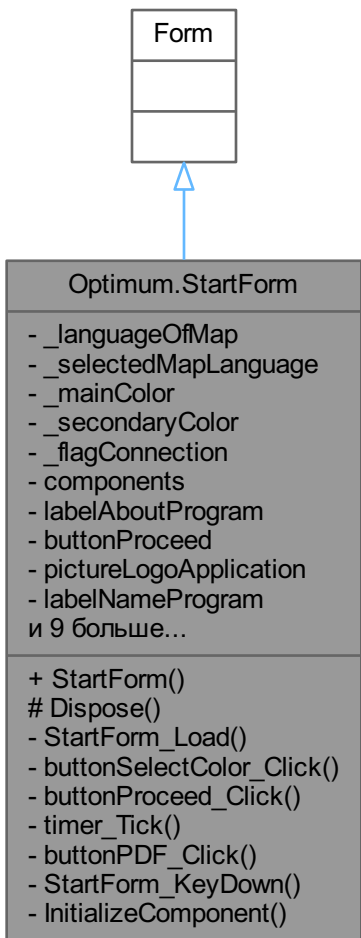 Form
Optimum.StartForm
- _languageOfMap
- _selectedMapLanguage
- _mainColor
- _secondaryColor
- _flagConnection
- components
- labelAboutProgram
- buttonProceed
- pictureLogoApplication
- labelNameProgram
и 9 больше...
+ StartForm()
# Dispose()
- StartForm_Load()
- buttonSelectColor_Click()
- buttonProceed_Click()
- timer_Tick()
- buttonPDF_Click()
- StartForm_KeyDown()
- InitializeComponent()